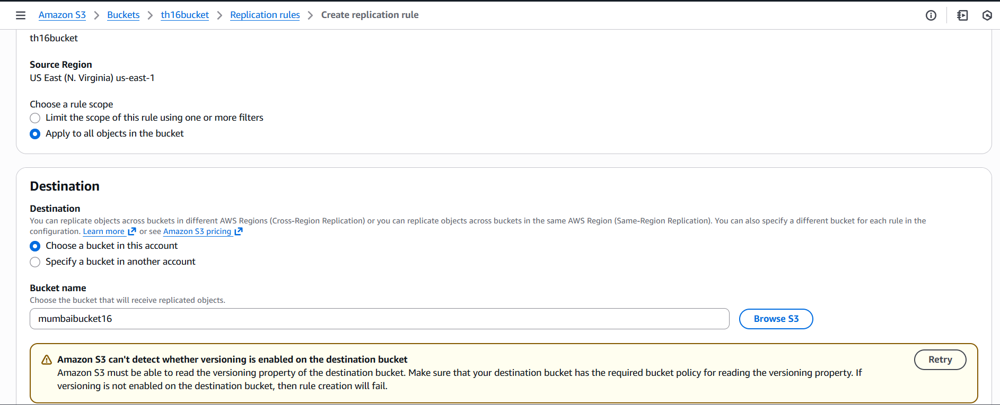 Amazon S3 > Buckets > th16bucket > Replication rules > Create replication rule
th16bucket
Source Region
US East (N. Virginia) us-east-1
Choose a rule scope
Limit the scope of this rule using one or more filters
Apply to all objects in the bucket
Destination
Destination
You can replicate objects across buckets in different AWS Regions (Cross-Region Replication) or you can replicate objects across buckets in the same AWS Region (Same-Region Replication). You can also specify a different bucket for each rule in the
configuration. Learn more or see Amazon S3 pricing
Choose a bucket in this account
Specify a bucket in another account
Bucket name
Choose the bucket that will receive replicated objects.
mumbaibucket16
Browse S3
Amazon S3 can't detect whether versioning is enabled on the destination bucket
Retry
Amazon S3 must be able to read the versioning property of the destination bucket. Make sure that your destination bucket has the required bucket policy for reading the versioning property. If
versioning is not enabled on the destination bucket, then rule creation will fail.